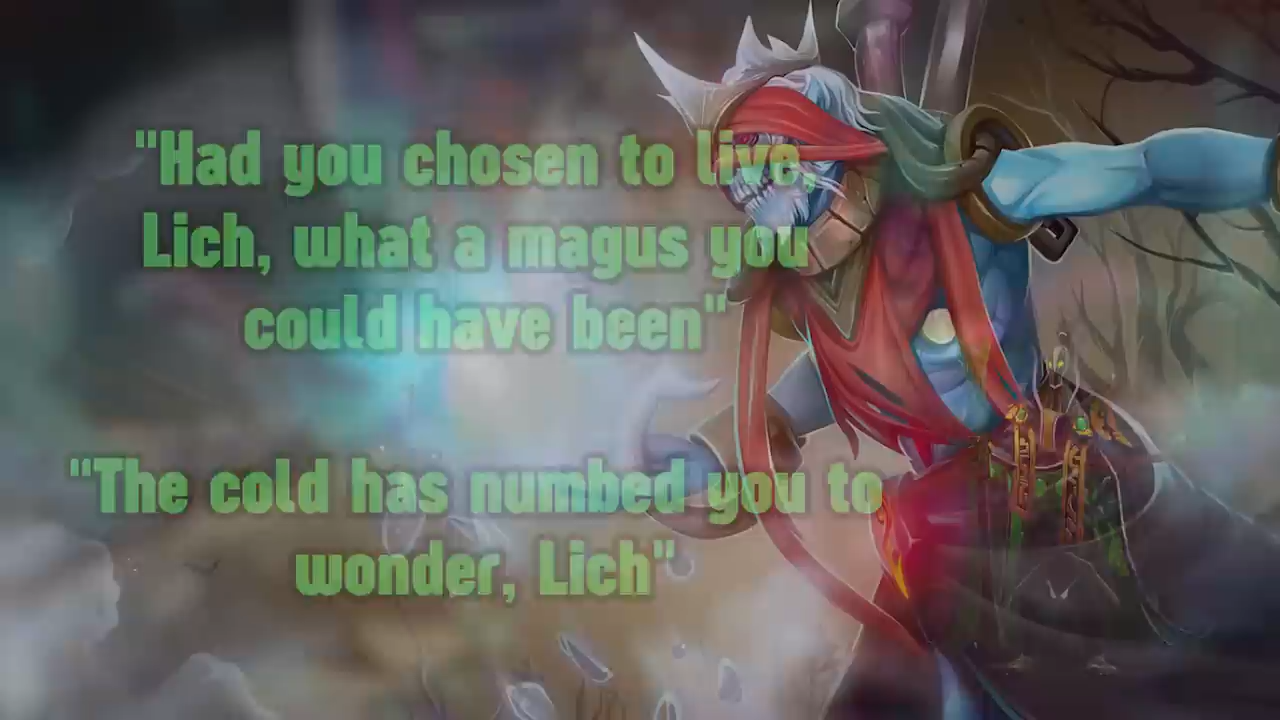 "Had you chosen to live,
Lich, what a magus you
could have been"
"The cold has numbed you to
wonder, Lich"